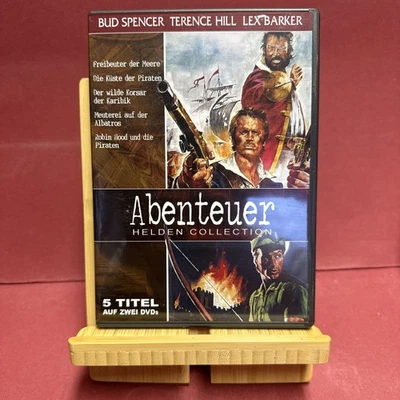 BUD SPENCER TERENCE HILL LEX BARKER
Freibeuter der Meere
Die Küste der Piraten
Der wilde Korsar
der Karibik
Meuterei auf der
Albatros
Robin Hood und die
Piraten
Abenteuer
HELDEN COLLECTION
5 TITEL
AUF ZWEI DVDs